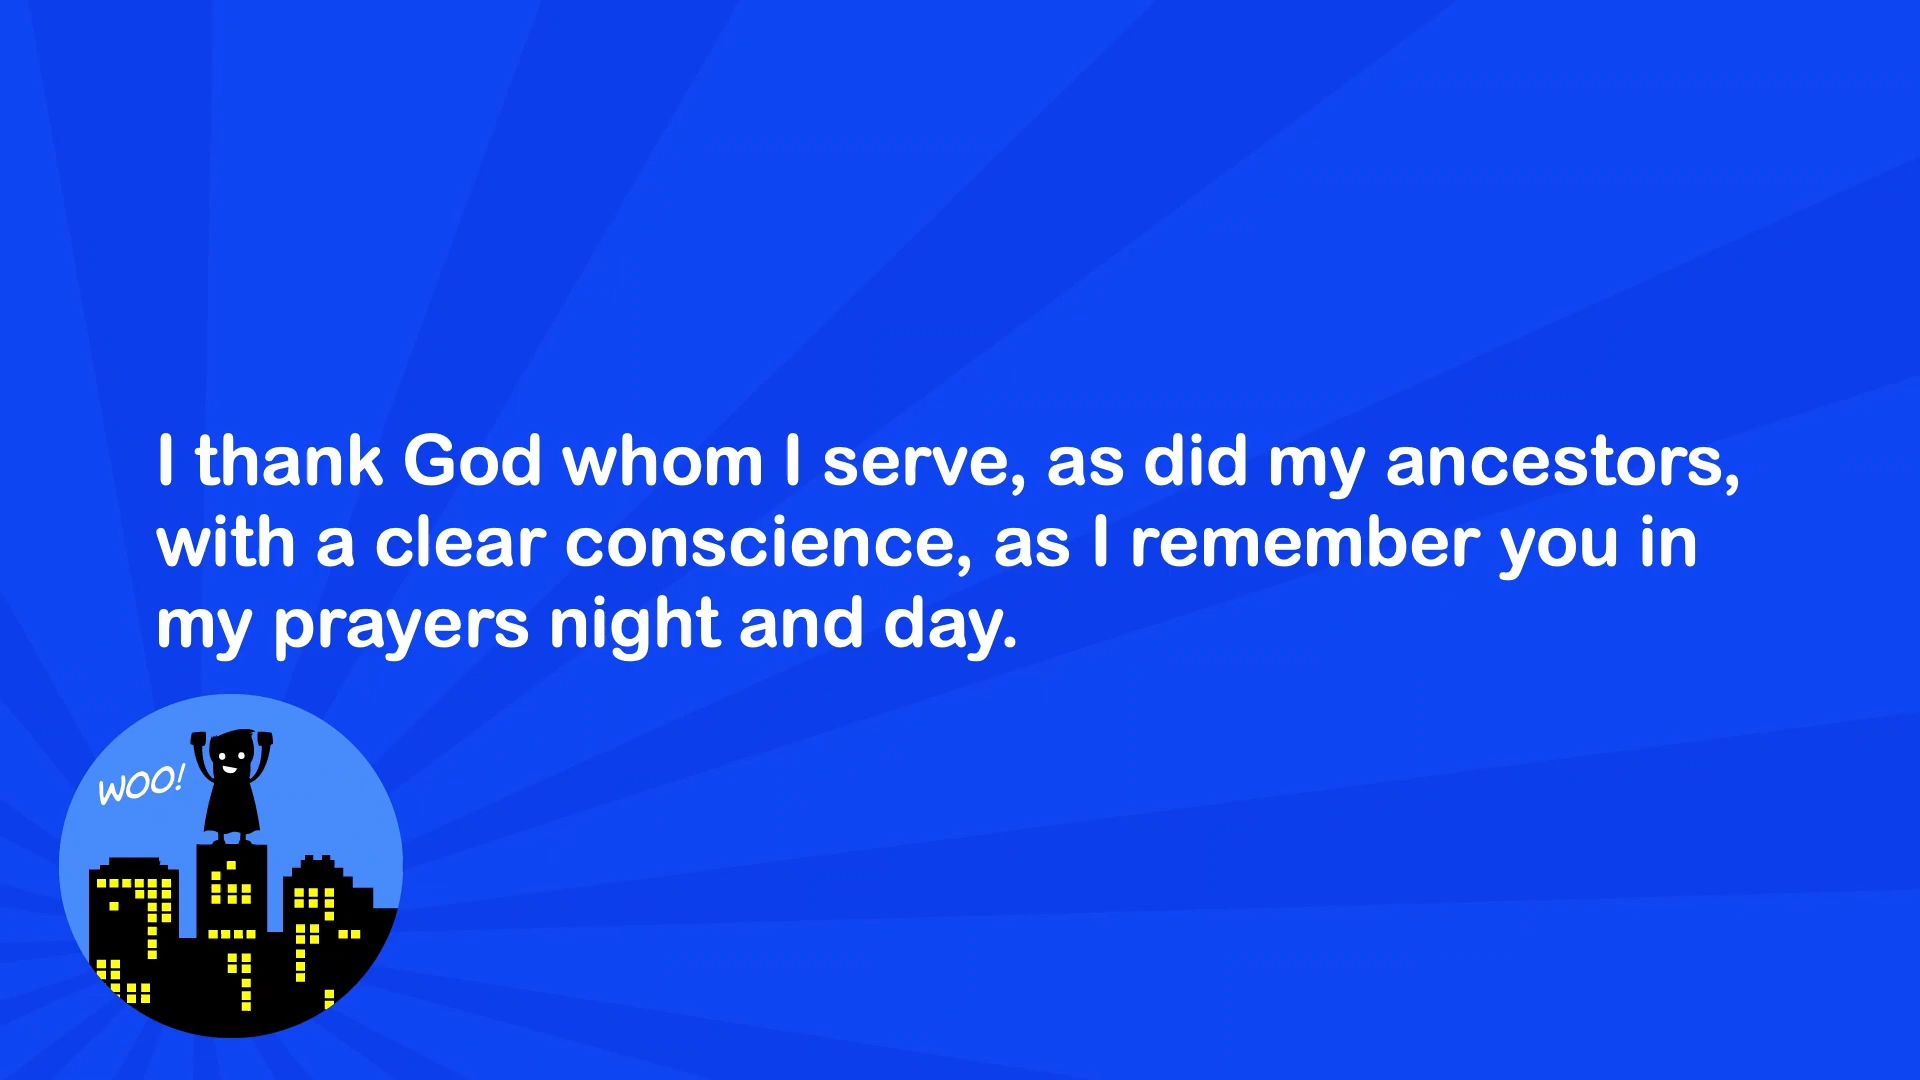 I thank God whom I serve, as did my ancestors,
with a clear conscience, as I remember you in
my prayers night and day.
WOO!